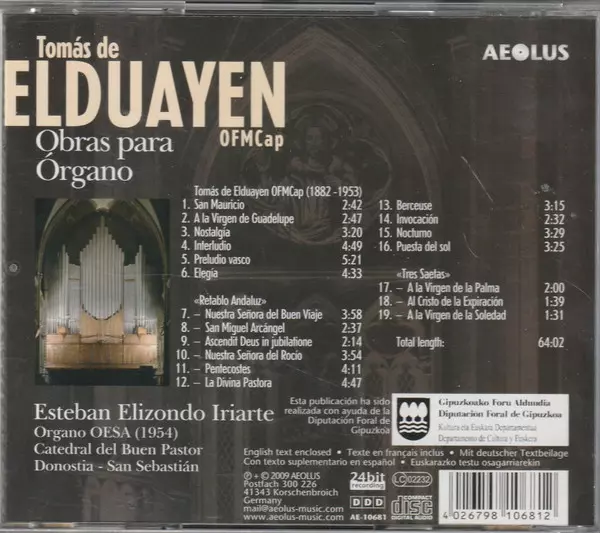 Tomás de
AEOLUS
ELDUAYEN
OFMCap
Obras para
Órgano
Tomás de Elduayen OFMCap (1882 -1953)
1. San Mauricio 2:42
2. A la Virgen de Guadelupe 2:47
3. Nostalgía 3:20
4. Interludio 4:49
5. Preludio vasco 5:21
6. Elegía 4:33
«Retablo Andaluz»
7. – Nuestra Señora del Buen Viaje 3:58
8. – San Miguel Arcángel 2:37
9. – Ascendit Deus in jubilatione 2:14
10. – Nuestra Señora del Rocío 3:54
11. – Pentecostes 4:11
12. – La Divina Pastora 4:47
13. Berceuse 3:15
14. Invocación 2:32
15. Nocturno 3:29
16. Puesta del sol 3:25
«Tres Saetas»
17. – A la Virgen de la Palma 2:00
18. – Al Cristo de la Expiración 1:39
19. – A la Virgen de la Soledad 1:31
Total length: 64:02
Esteban Elizondo Iriarte
Organo OESA (1954)
Catedral del Buen Pastor
Donostia - San Sebastián
Esta publicación ha sido
realizada con ayuda de la
Diputación Foral de
Gipuzkoa
Gipuzkoako Foru Aldundia
Diputación Foral de Gipuzkoa
Kultura eta Euskara Departamentua
Departamento de Cultura y Euskera
English text enclosed • Texte en français inclus • Mit deutscher Textbeilage
Con texto suplementario en español • Euskarazko testu osagarriekin
℗ + © 2009 AEOLUS
Postfach 300 226
41343 Korschenbroich
Germany
mail@aeolus-music.com
www.aeolus-music.com
24bit
recording
DDD
AE-10681
LC 02232
COMPACT
disc
DIGITAL AUDIO
4 026798 106812